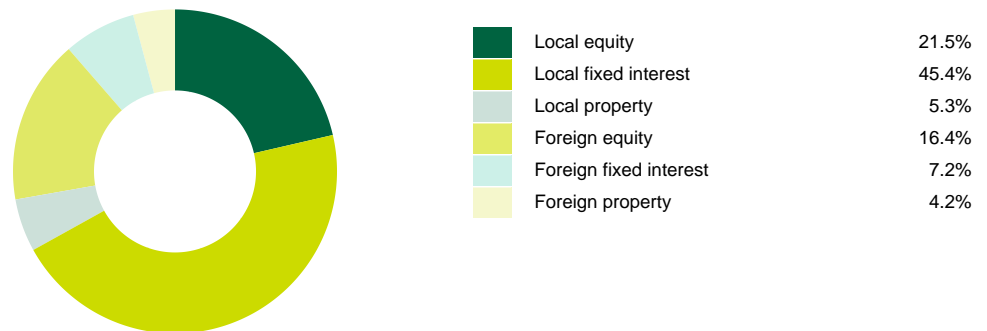 Local equity 21.5%
Local fixed interest 45.4%
Local property 5.3%
Foreign equity 16.4%
Foreign fixed interest 7.2%
Foreign property 4.2%